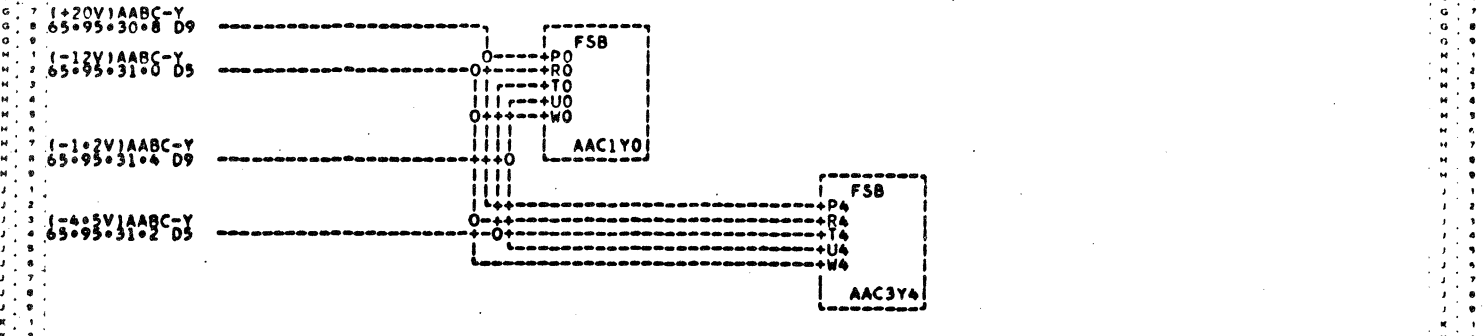 (+20V)AABC-Y
65.95.30.8 D9
FSB
(-12V)AABC-Y
P0
65.95.31.0 D5
R0
T0
U0
W0
(-1.2V)AABC-Y
AAC1Y0
65.95.31.4 D9
FSB
P4
(-4.5V)AABC-Y
R4
65.95.31.2 D5
T4
U4
W4
AAC3Y4